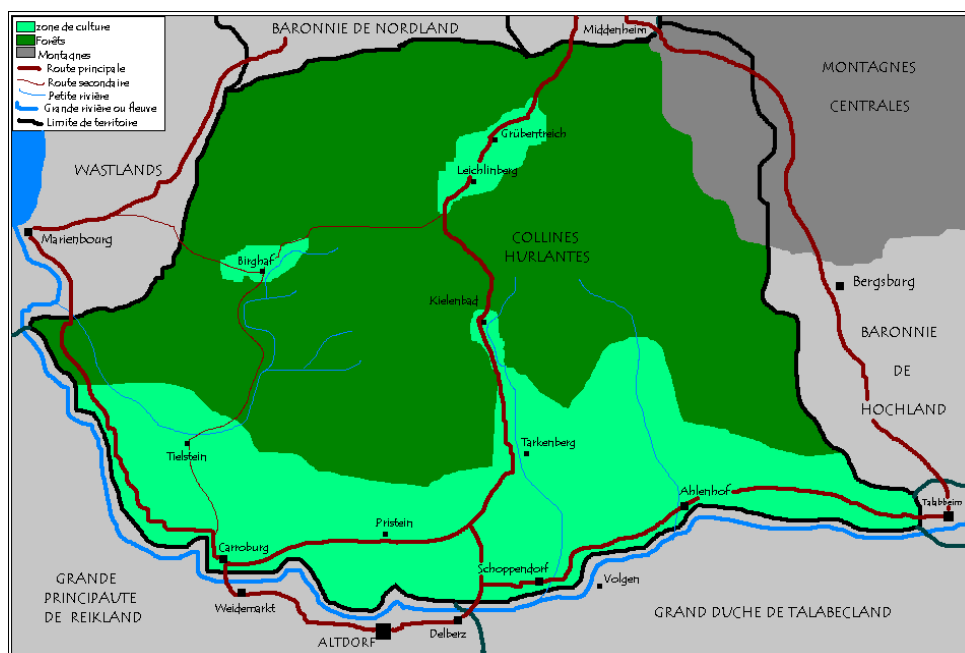 zone de culture
Forêts
Montagnes
Route principale
Route secondaire
Petite rivière
Grande rivière ou fleuve
Limite de territoire
BARONNIE DE NORDLAND
Middenheim
MONTAGNES
CENTRALES
WASTLANDS
Grübentreich
Leichlinberg
Marienbourg
Birghaf
COLLINES
HURLANTES
Kielenbad
Bergsburg
BARONNIE
DE
HOCHLAND
Tielstein
Tarkenberg
Ahlenhof
Talabheim
Pristein
Carroburg
Schoppendorf
Volgen
GRANDE
PRINCIPAUTE
DE REIKLAND
Weidemarkt
ALTDORF
Delberz
GRAND DUCHE DE TALABECLAND